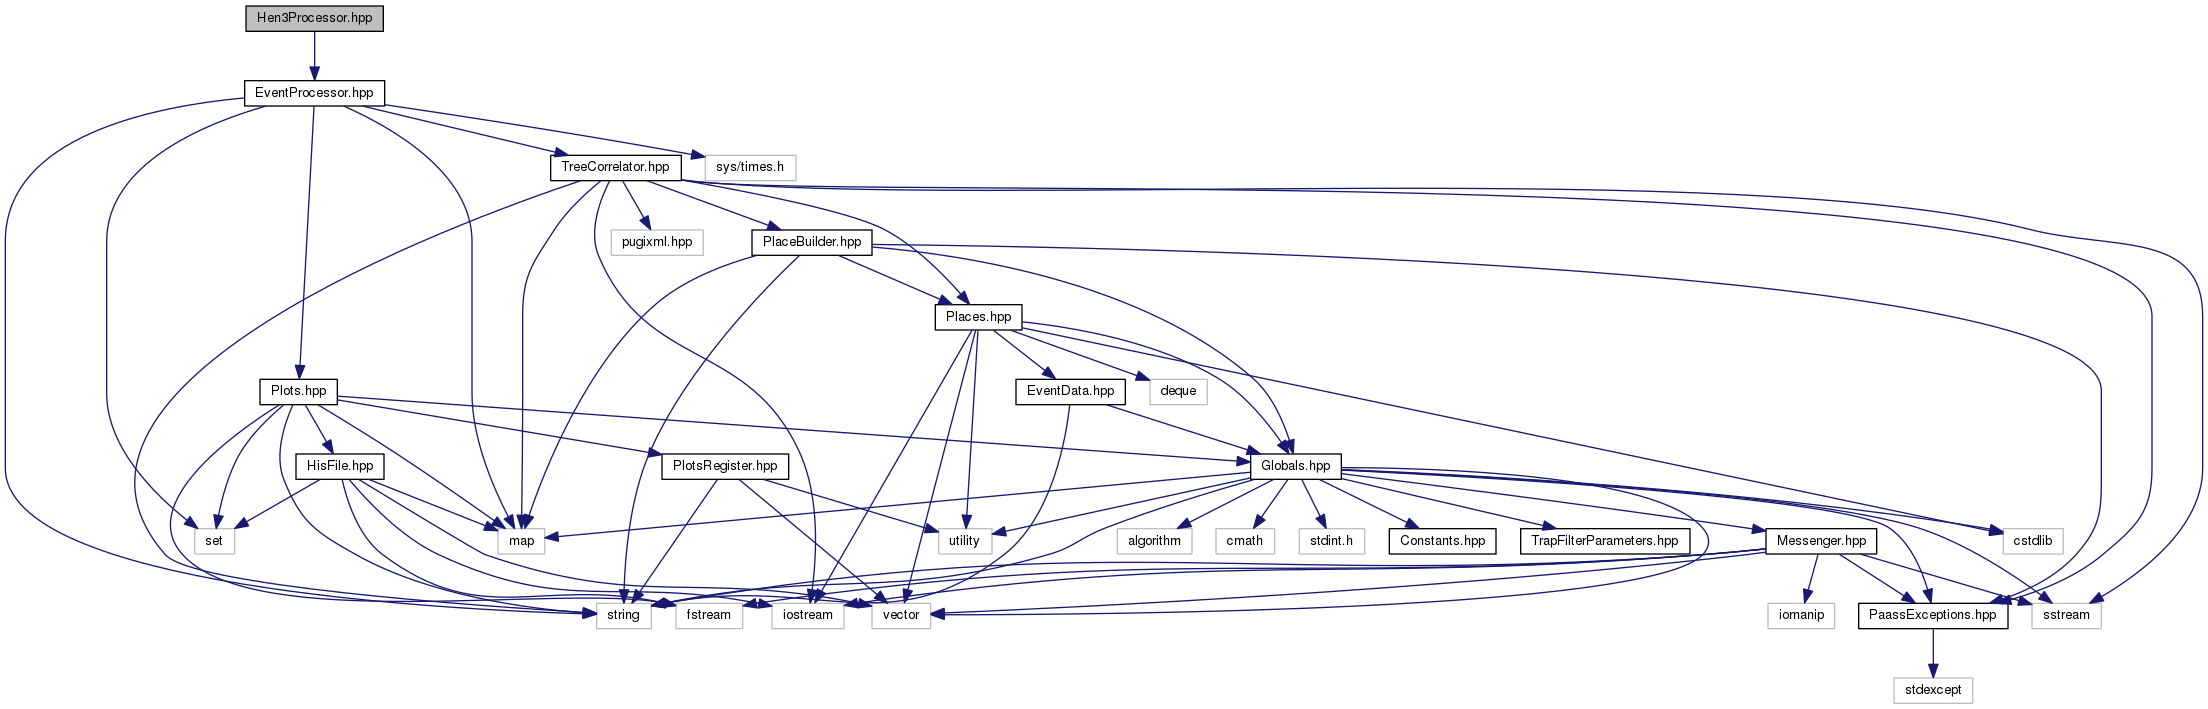 Hen3Processor.hpp
EventProcessor.hpp
TreeCorrelator.hpp
sys/times.h
pugixml.hpp
PlaceBuilder.hpp
Places.hpp
Plots.hpp
EventData.hpp
deque
HisFile.hpp
PlotsRegister.hpp
Globals.hpp
set
map
utility
algorithm
cmath
stdint.h
Constants.hpp
TrapFilterParameters.hpp
Messenger.hpp
cstdlib
string
fstream
iostream
vector
iomanip
PaassExceptions.hpp
sstream
stdexcept